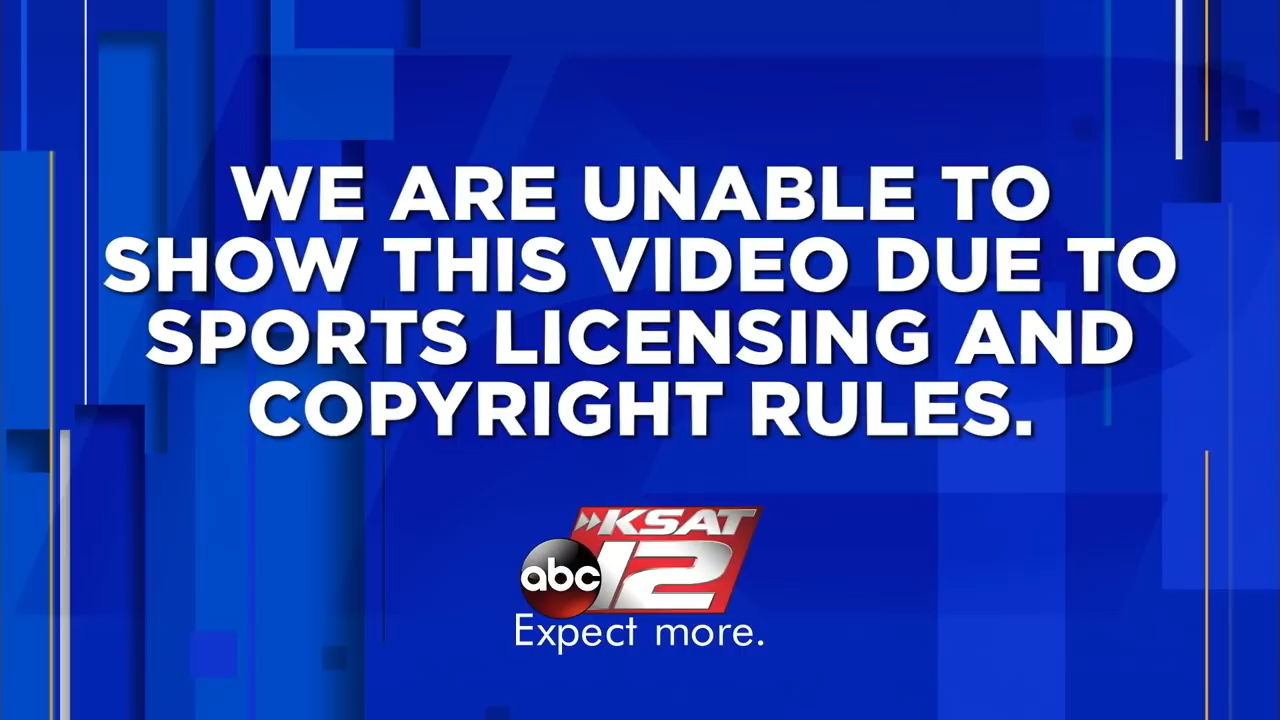 WE ARE UNABLE TO
SHOW THIS VIDEO DUE TO
SPORTS LICENSING AND
COPYRIGHT RULES.
KSAT
abc 12
Expect more.